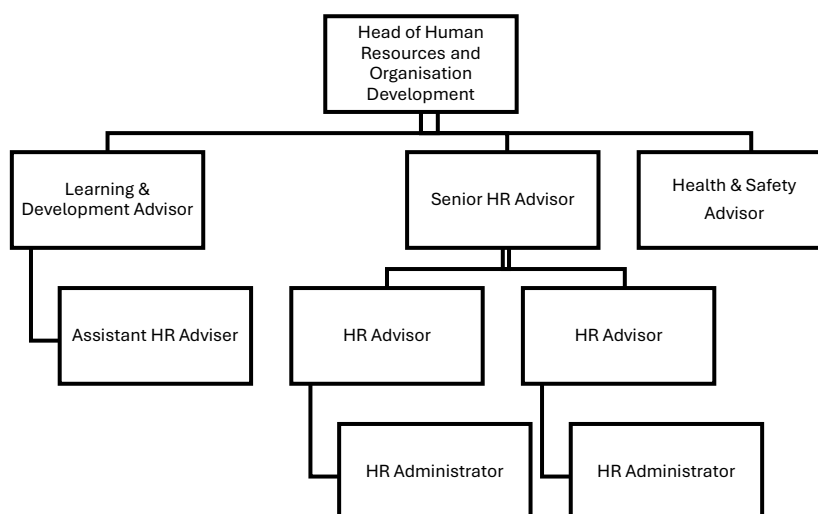 Head of Human
Resources and
Organisation
Development
Learning &
Development Advisor
Senior HR Advisor
Health & Safety
Advisor
Assistant HR Adviser
HR Advisor
HR Advisor
HR Administrator
HR Administrator